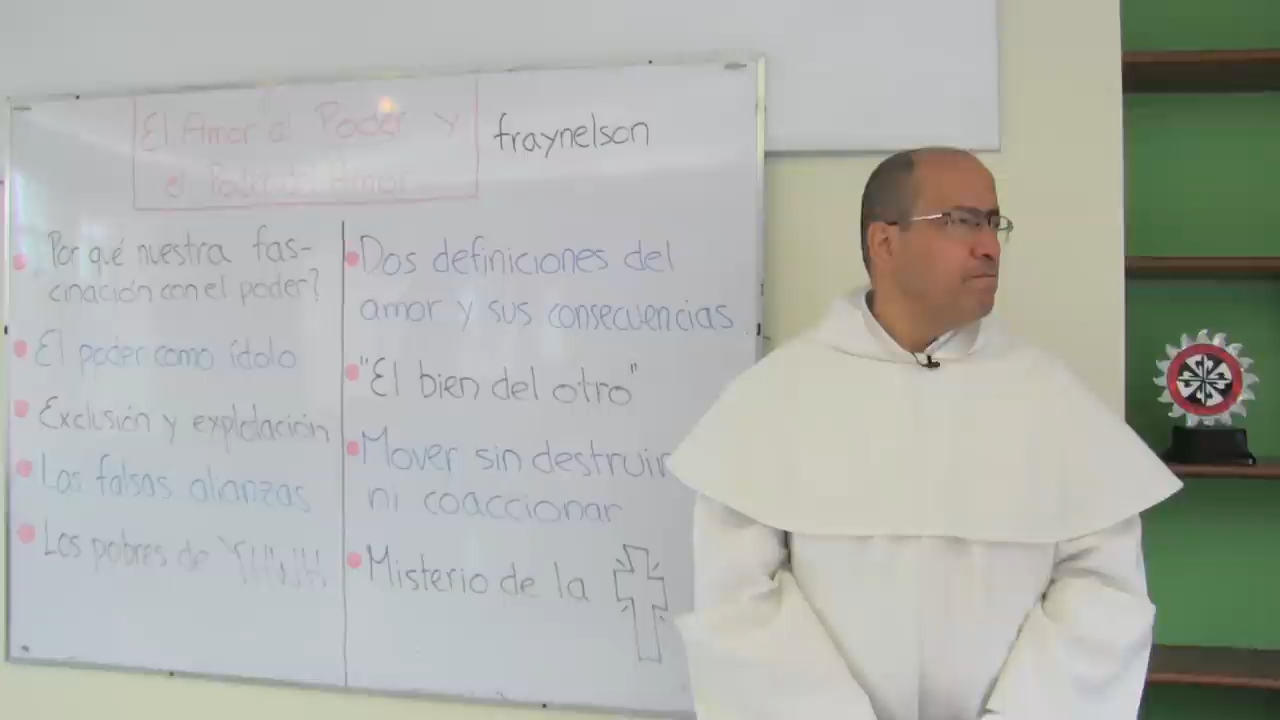 El Amor al Poder y
el Poder del Amor
fraynelson
Por qué nuestra fas-
cinación con el poder?
El poder como ídolo
Exclusión y explotación
Las falsas alianzas
Los pobres de YHWH
Dos definiciones del
amor y sus consecuencias
"El bien del otro"
Mover sin destruir
ni coaccionar
Misterio de la